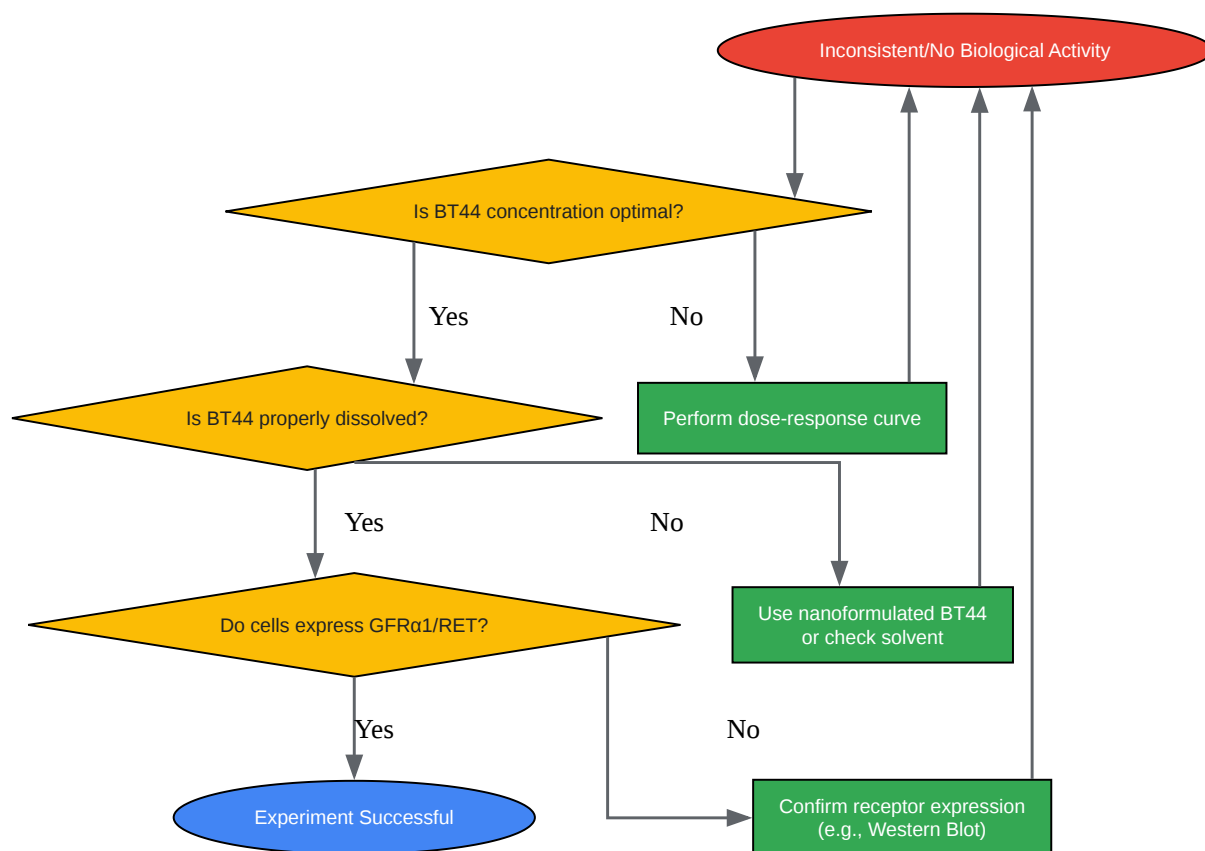 Inconsistent/No Biological Activity
Is BT44 concentration optimal?
Yes
No
Is BT44 properly dissolved?
Perform dose-response curve
Yes
No
Do cells express GFRα1/RET?
Use nanoformulated BT44
or check solvent
Yes
No
Experiment Successful
Confirm receptor expression
(e.g., Western Blot)